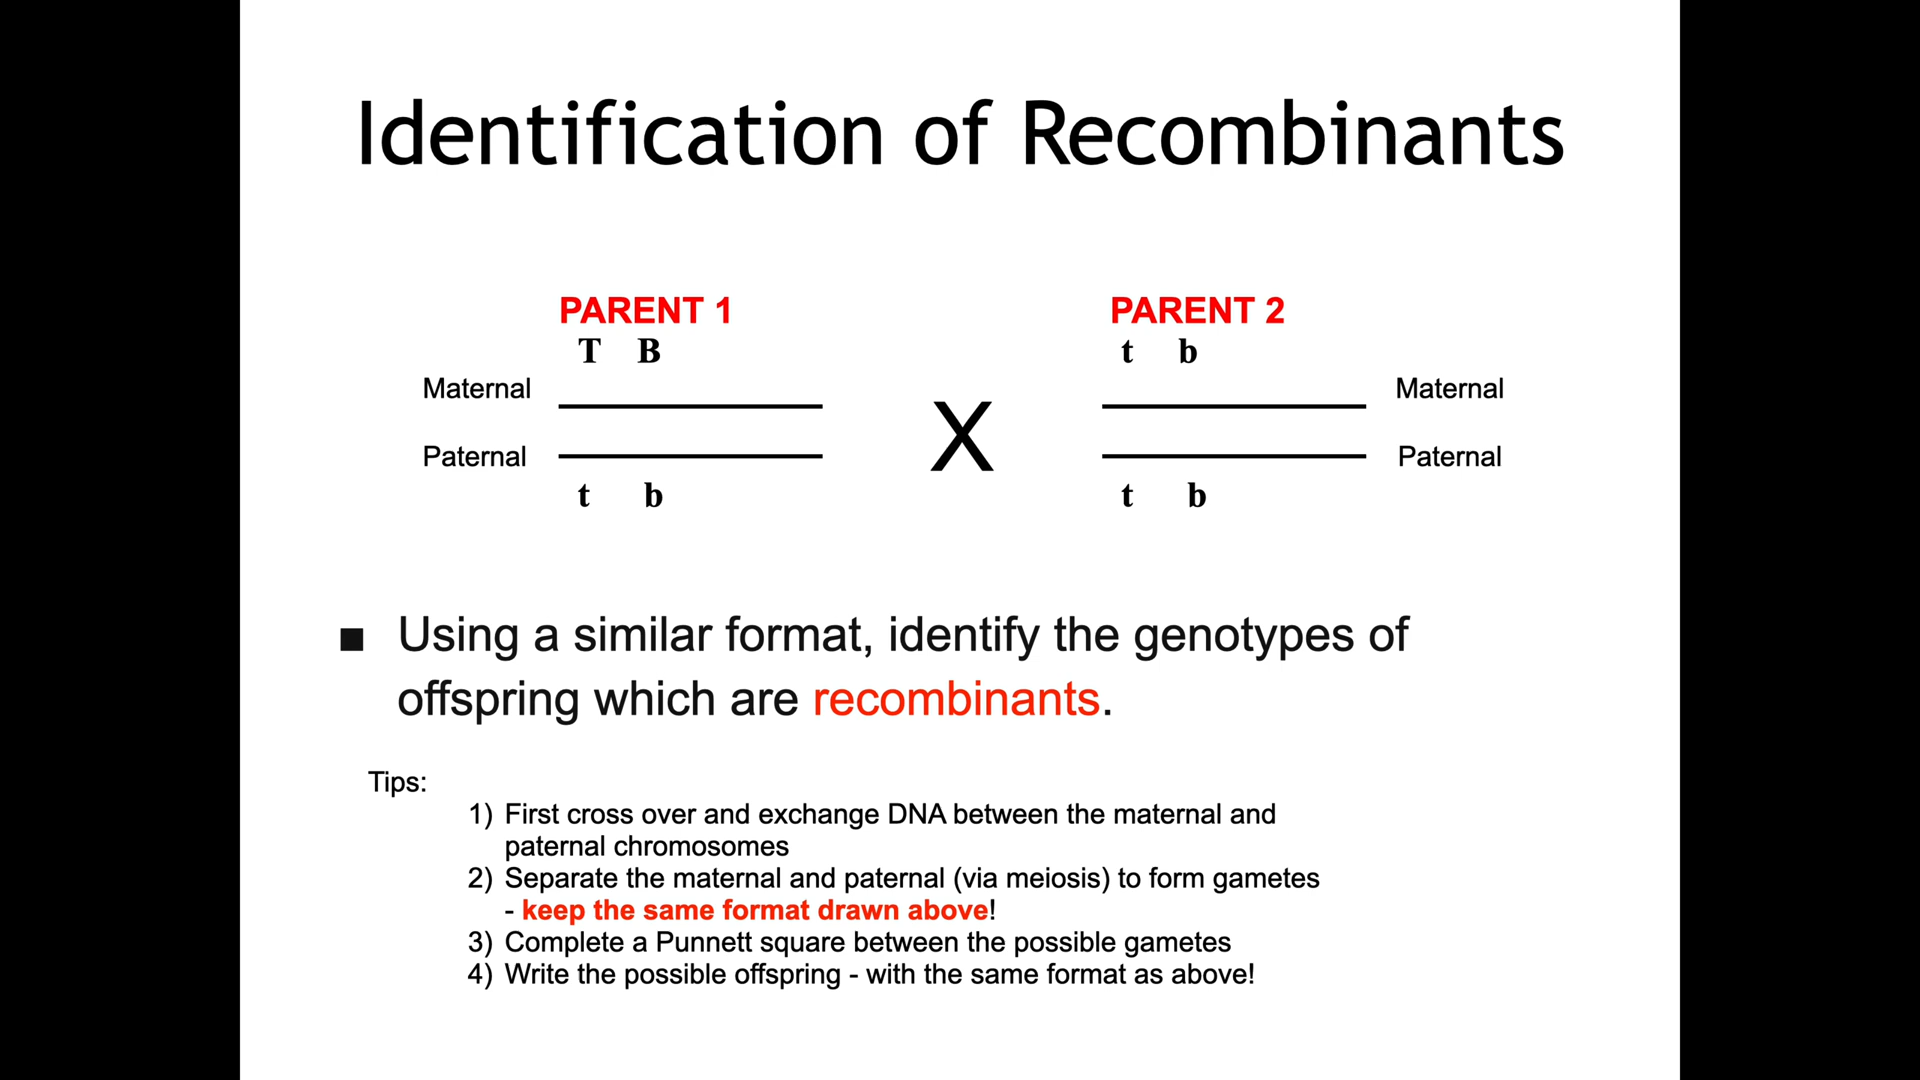 Identification of Recombinants
PARENT 1
PARENT 2
T B
t b
Maternal
Maternal
X
Paternal
Paternal
t b
t b
■ Using a similar format, identify the genotypes of
offspring which are recombinants.
Tips:
1) First cross over and exchange DNA between the maternal and
paternal chromosomes
2) Separate the maternal and paternal (via meiosis) to form gametes
- keep the same format drawn above!
3) Complete a Punnett square between the possible gametes
4) Write the possible offspring - with the same format as above!